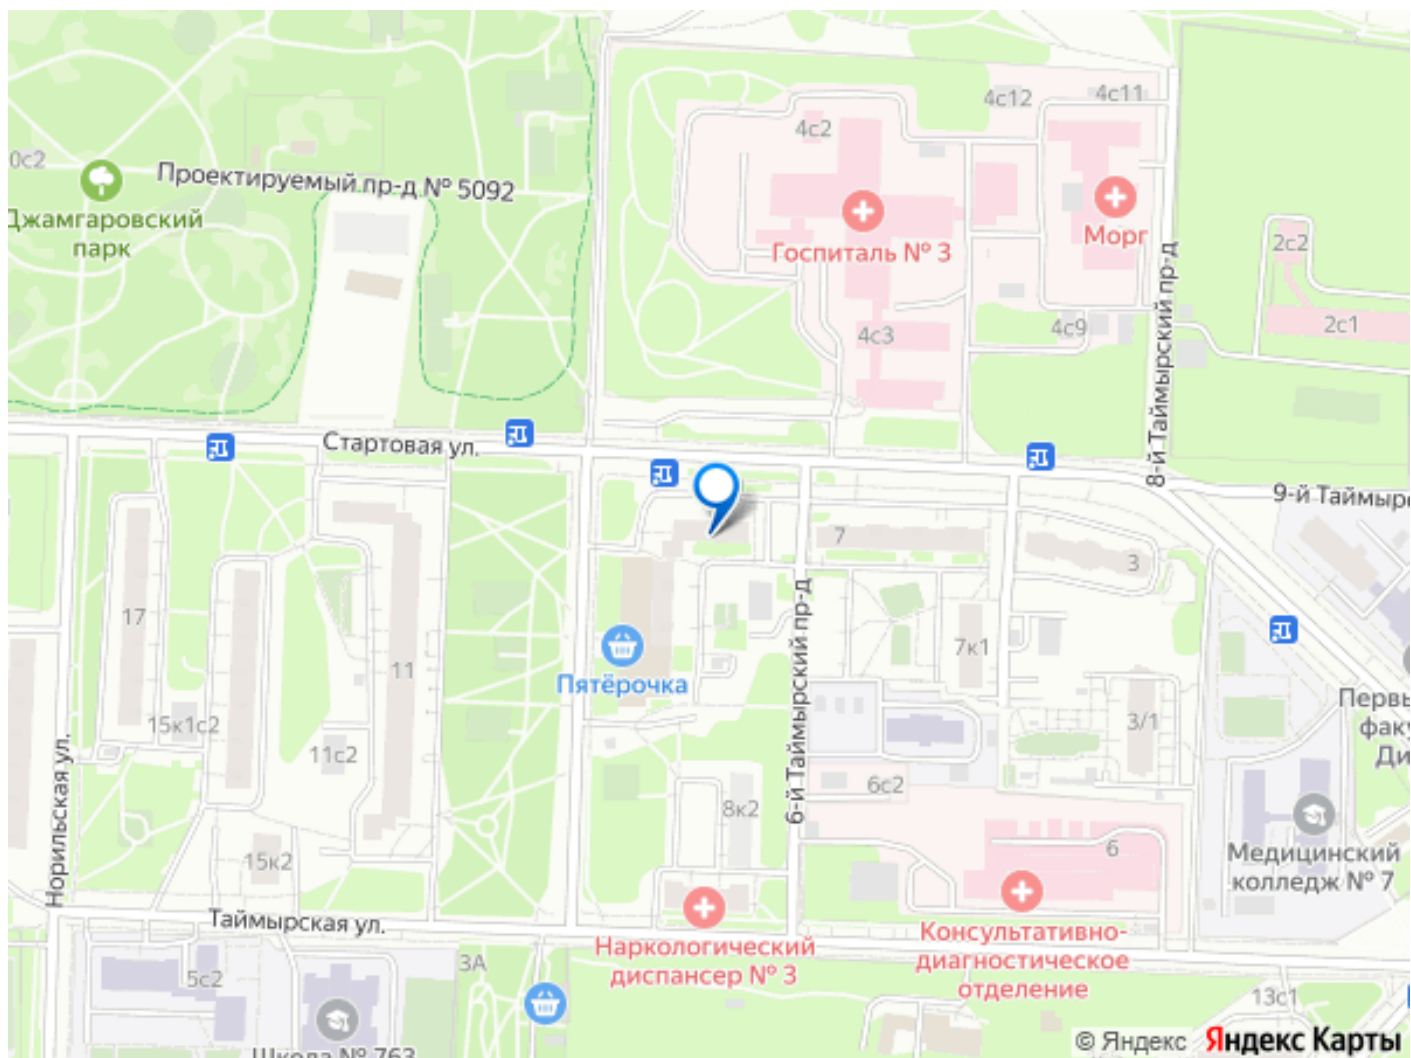 4с12
4с11
4с2
0с2
Проектируемый пр-д № 5092
Джамгаровский
парк
Госпиталь № 3
Морг
2с2
2с1
4с9
4с3
8-й Таймырский пр-д
Стартовая ул.
9-й Таймырс
7
3
17
11
7к1
6-й Таймырский пр-д
Пятёрочка
15к1с2
11с2
3/1
Первь
факу
Ди
Норильская ул.
6с2
8к2
6
15к2
Медицинский
колледж № 7
Таймырская ул.
Наркологический
диспансер № 3
Консультативно-
диагностическое
отделение
3А
5с2
13с1
Школа № 763
© Яндекс Яндекс Карты